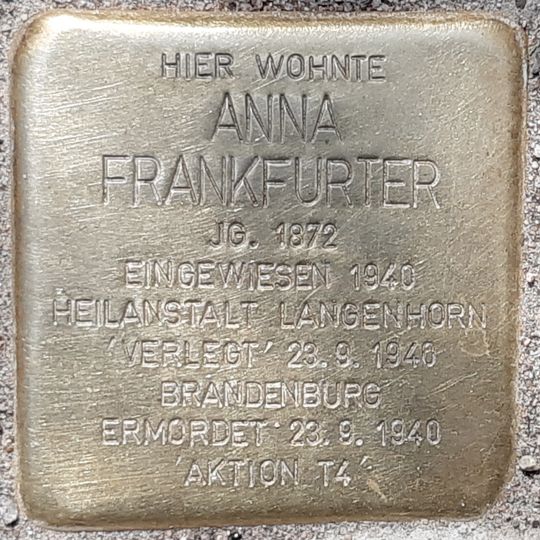 HIER WOHNTE
ANNA
FRANKFURTER
JG. 1872
EINGEWIESEN 1940
HEILANSTALT LANGENHORN
'VERLEGT' 23.9.1940
BRANDENBURG
ERMORDET 23.9.1940
'AKTION T4'